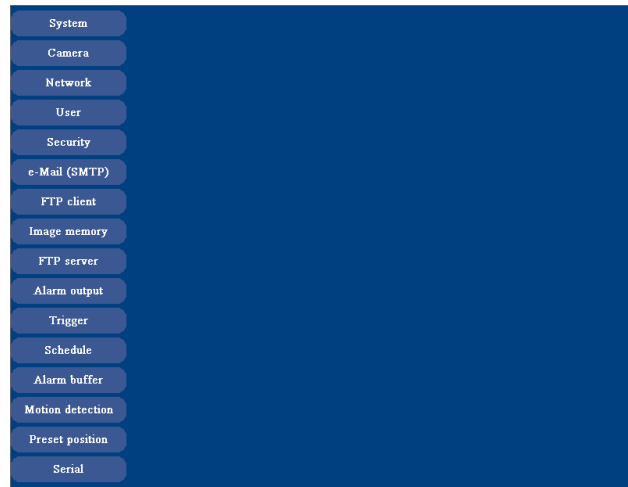 System
Camera
Network
User
Security
e-Mail (SMTP)
FTP client
Image memory
FTP server
Alarm output
Trigger
Schedule
Alarm buffer
Motion detection
Preset position
Serial